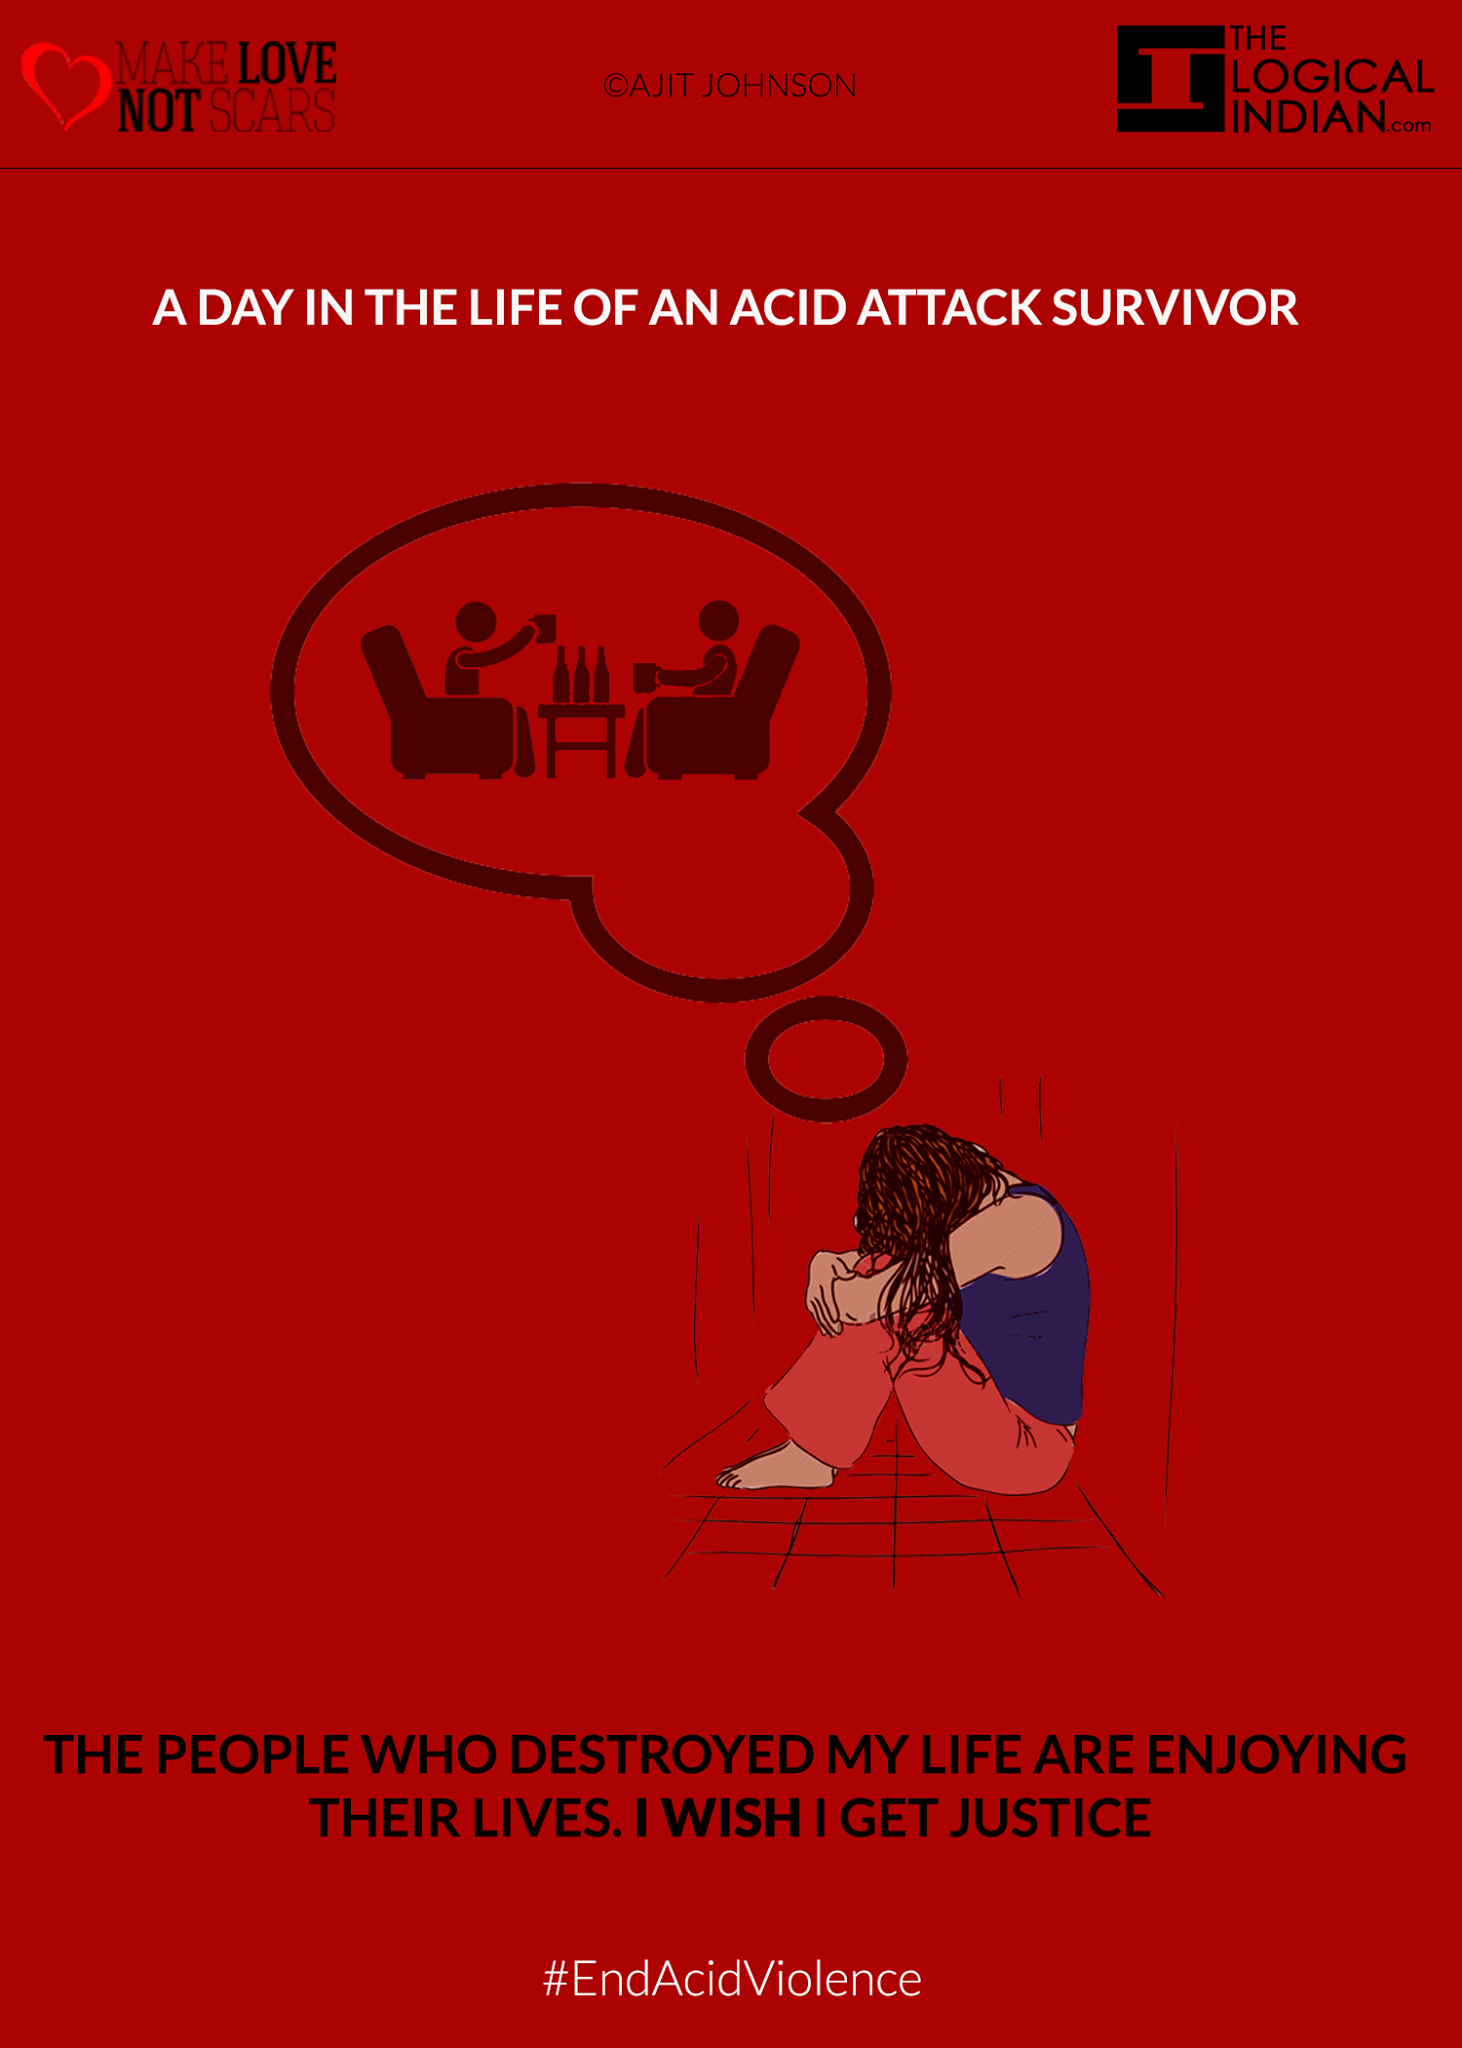 MAKE LOVE
NOT SCARS
©AJIT JOHNSON
THE
LOGICAL
INDIAN.com
A DAY IN THE LIFE OF AN ACID ATTACK SURVIVOR
THE PEOPLE WHO DESTROYED MY LIFE ARE ENJOYING
THEIR LIVES. I WISH I GET JUSTICE
#EndAcidViolence